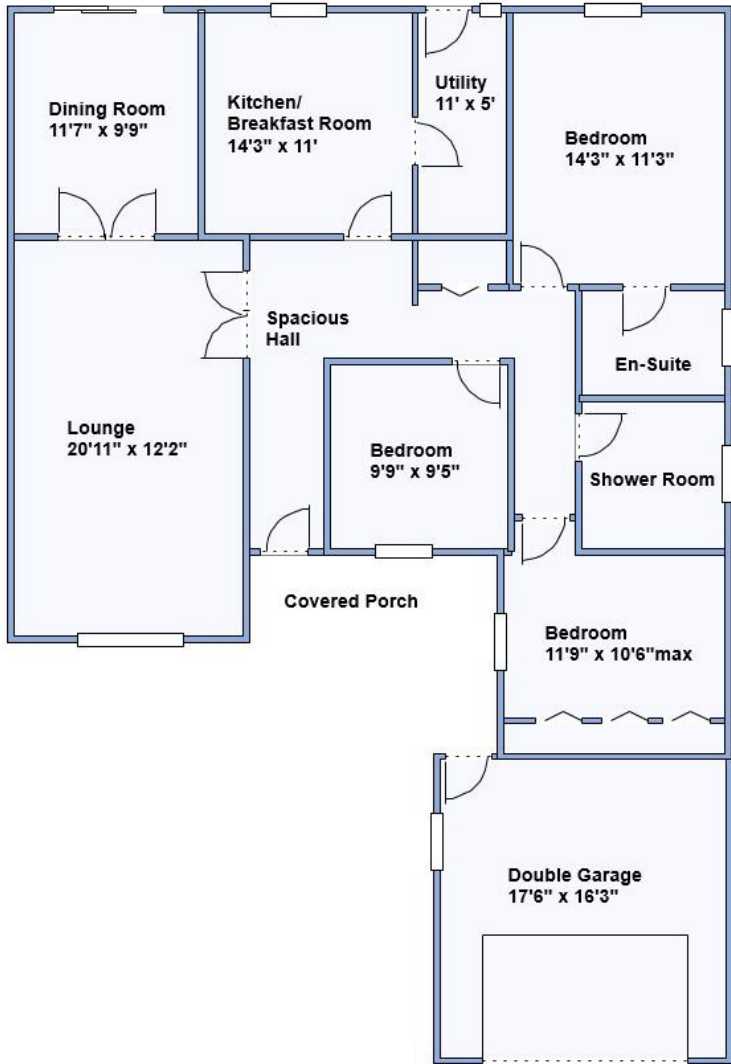 Dining Room
11'7" x 9'9"
Kitchen/
Breakfast Room
14'3" x 11'
Utility
11' x 5'
Bedroom
14'3" x 11'3"
Spacious
Hall
En-Suite
Lounge
20'11" x 12'2"
Bedroom
9'9" x 9'5"
Shower Room
Covered Porch
Bedroom
11'9" x 10'6"max
Double Garage
17'6" x 16'3"